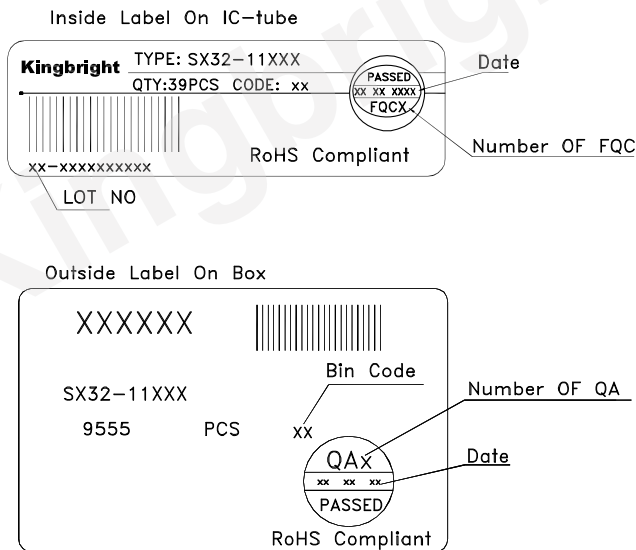 Inside Label On IC-tube
Kingbright
TYPE: SX32-11XXX
QTY:39PCS CODE: xx
PASSED
XX XX XXXX
FQCX
Date
Number OF FQC
RoHS Compliant
xx-xxxxxxxxxx
LOT NO
Outside Label On Box
XXXXXX
Bin Code
SX32-11XXX
9555 PCS xx
Number OF QA
QAx
xx xx xx
Date
PASSED
RoHS Compliant
Kingbright